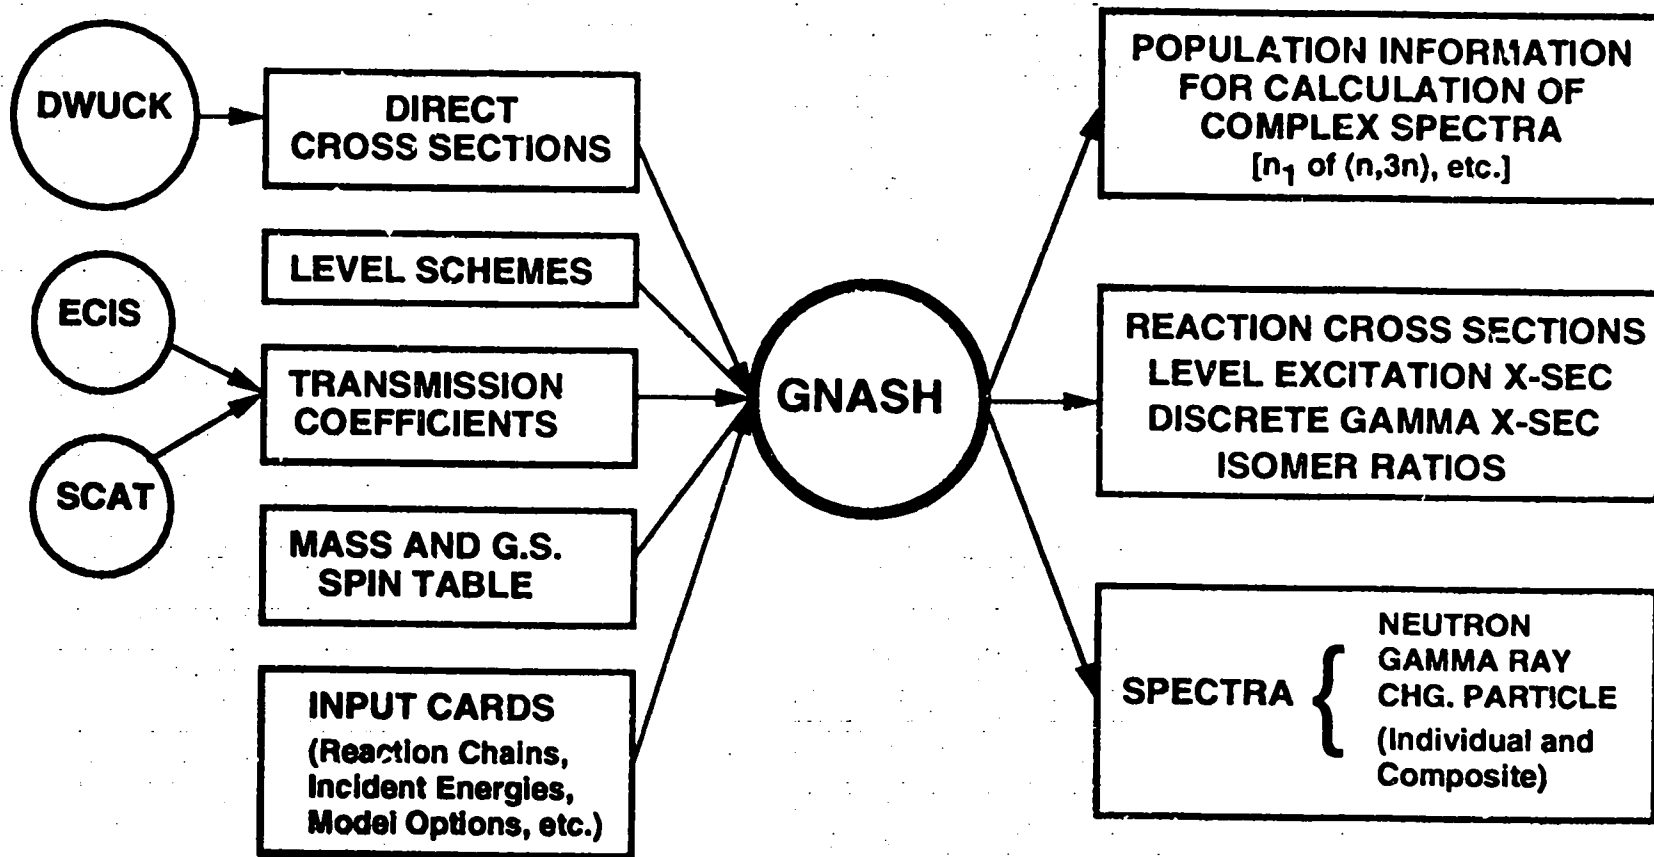 DWUCK
DIRECT
CROSS SECTIONS
LEVEL SCHEMES
ECIS
TRANSMISSION
COEFFICIENTS
SCAT
MASS AND G.S.
SPIN TABLE
INPUT CARDS
(Reaction Chains,
Incident Energies,
Model Options, etc.)
GNASH
POPULATION INFORMATION
FOR CALCULATION OF
COMPLEX SPECTRA
[n₁ of (n,3n), etc.]
REACTION CROSS SECTIONS
LEVEL EXCITATION X-SEC
DISCRETE GAMMA X-SEC
ISOMER RATIOS
SPECTRA {
NEUTRON
GAMMA RAY
CHG. PARTICLE
(Individual and
Composite)